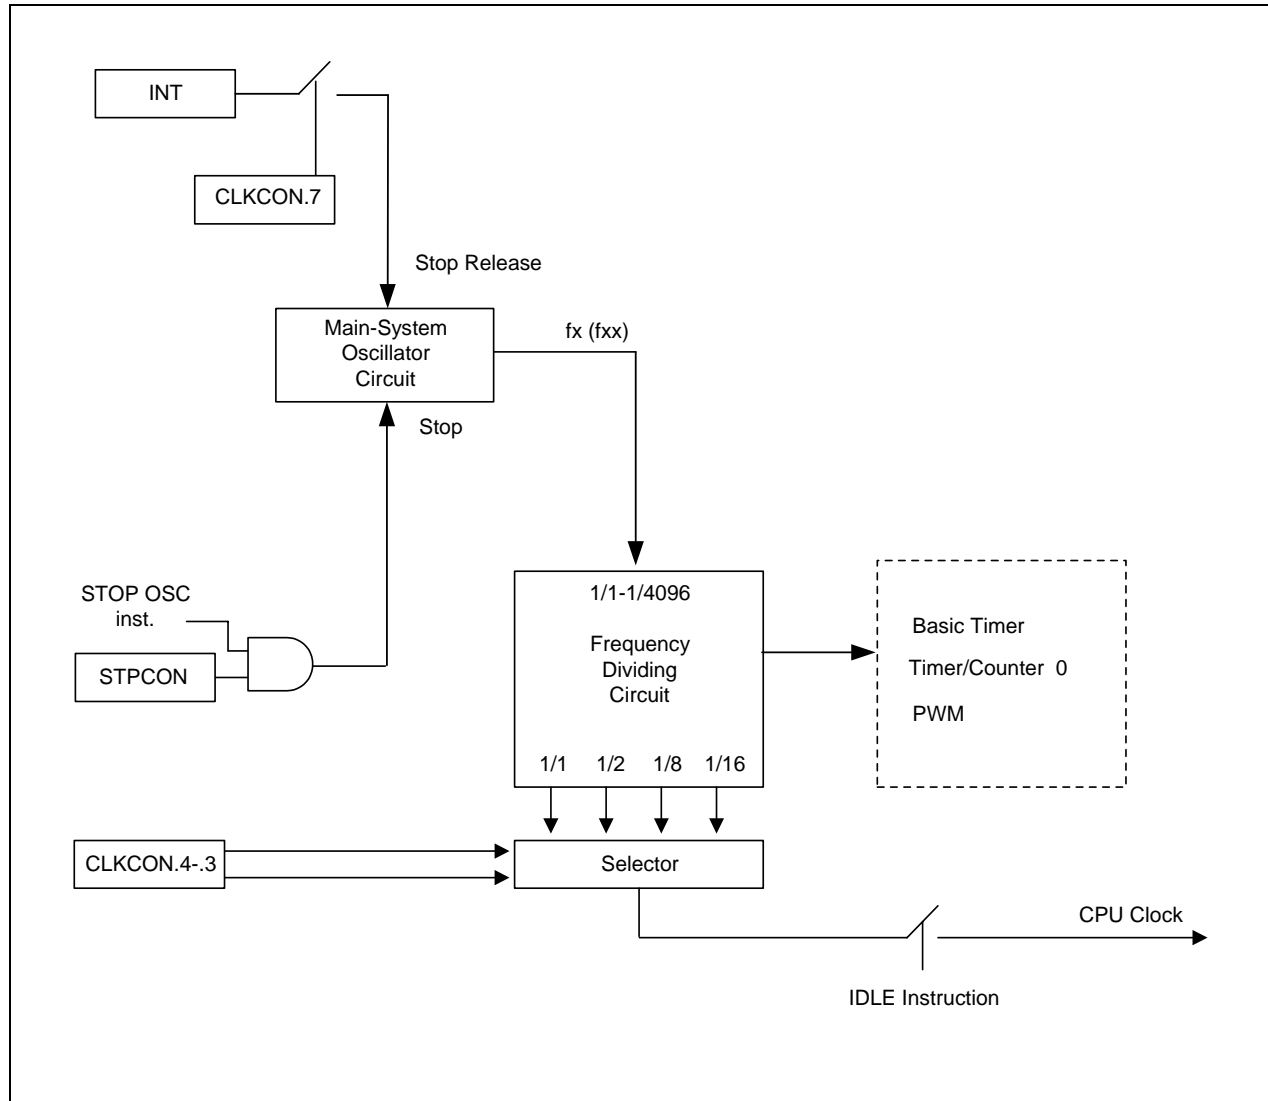 INT
CLKCON.7
Stop Release
Main-System
Oscillator
Circuit
fx (fxx)
Stop
STOP OSC
inst.
STPCON
1/1-1/4096
Frequency
Dividing
Circuit
1/1 1/2 1/8 1/16
Basic Timer
Timer/Counter 0
PWM
CLKCON.4-.3
Selector
CPU Clock
IDLE Instruction